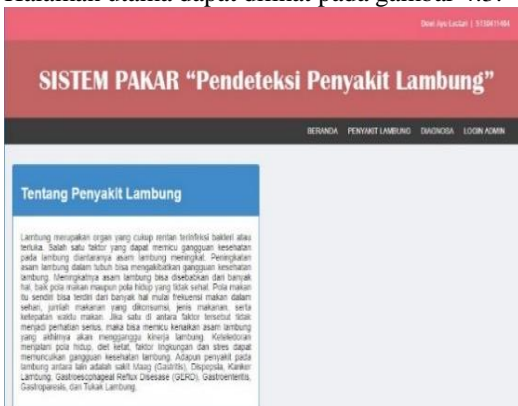 Halaman utama dapat dilihat pada gambar 4.3.
Dewi Ayu Lestari | 5130411404
SISTEM PAKAR “Pendeteksi Penyakit Lambung”
BERANDA PENYAKIT LAMBUNG DIAGNOSA LOGIN ADMIN
Tentang Penyakit Lambung
Lambung merupakan organ yang cukup rentan terinfeksi bakteri atau
terluka. Salah satu faktor yang dapat memicu gangguan kesehatan
pada lambung diantaranya asam lambung meningkat. Peningkatan
asam lambung dalam tubuh bisa mengakibatkan gangguan kesehatan
lambung. Meningkatnya asam lambung bisa disebabkan dari banyak
hal, baik pola makan maupun pola hidup yang tidak sehat. Pola makan
itu sendiri bisa terdiri dari banyak hal mulai frekuensi makan dalam
sehari, jumlah makanan yang dikonsumsi, jenis makanan, serta
ketepatan waktu makan. Jika satu di antara faktor tersebut tidak
menjadi perhatian serius, maka bisa memicu kenaikan asam lambung
yang akhirnya akan mengganggu kinerja lambung. Keteledoran
menjalani pola hidup, diet ketat, faktor lingkungan dan stres dapat
memunculkan gangguan kesehatan lambung. Adapun penyakit pada
lambung antara lain adalah sakit Maag (Gastritis), Dispepsia, Kanker
Lambung, Gastroesophageal Reflux Disesase (GERD), Gastroenteritis,
Gastroparesis, dan Tukak Lambung.